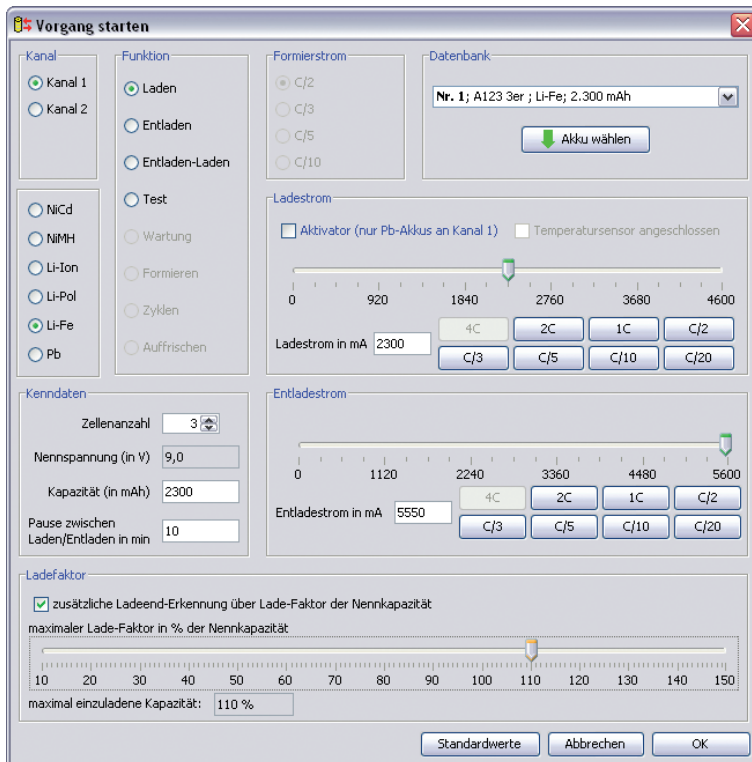 Vorgang starten
Kanal
Kanal 1
Kanal 2
Funktion
Laden
Entladen
Entladen-Laden
Test
Wartung
Formieren
Zyklen
Auffrischen
Formierstrom
C/2
C/3
C/5
C/10
Datenbank
Nr. 1; A123 3er ; Li-Fe; 2.300 mAh
Akku wählen
NiCd
NiMH
Li-Ion
Li-Pol
Li-Fe
Pb
Ladestrom
Aktivator (nur Pb-Akkus an Kanal 1) Temperatursensor angeschlossen
0 920 1840 2760 3680 4600
Ladestrom in mA 2300
4C 2C 1C C/2
C/3 C/5 C/10 C/20
Kenndaten
Zellenanzahl 3
Nennspannung (in V) 9,0
Kapazität (in mAh) 2300
Pause zwischen
Laden/Entladen in min 10
Entladestrom
0 1120 2240 3360 4480 5600
Entladestrom in mA 5550
4C 2C 1C C/2
C/3 C/5 C/10 C/20
Ladefaktor
zusätzliche Ladeend-Erkennung über Lade-Faktor der Nennkapazität
maximaler Lade-Faktor in % der Nennkapazität
10 20 30 40 50 60 70 80 90 100 110 120 130 140 150
maximal einzuladene Kapazität: 110 %
Standardwerte Abbrechen OK